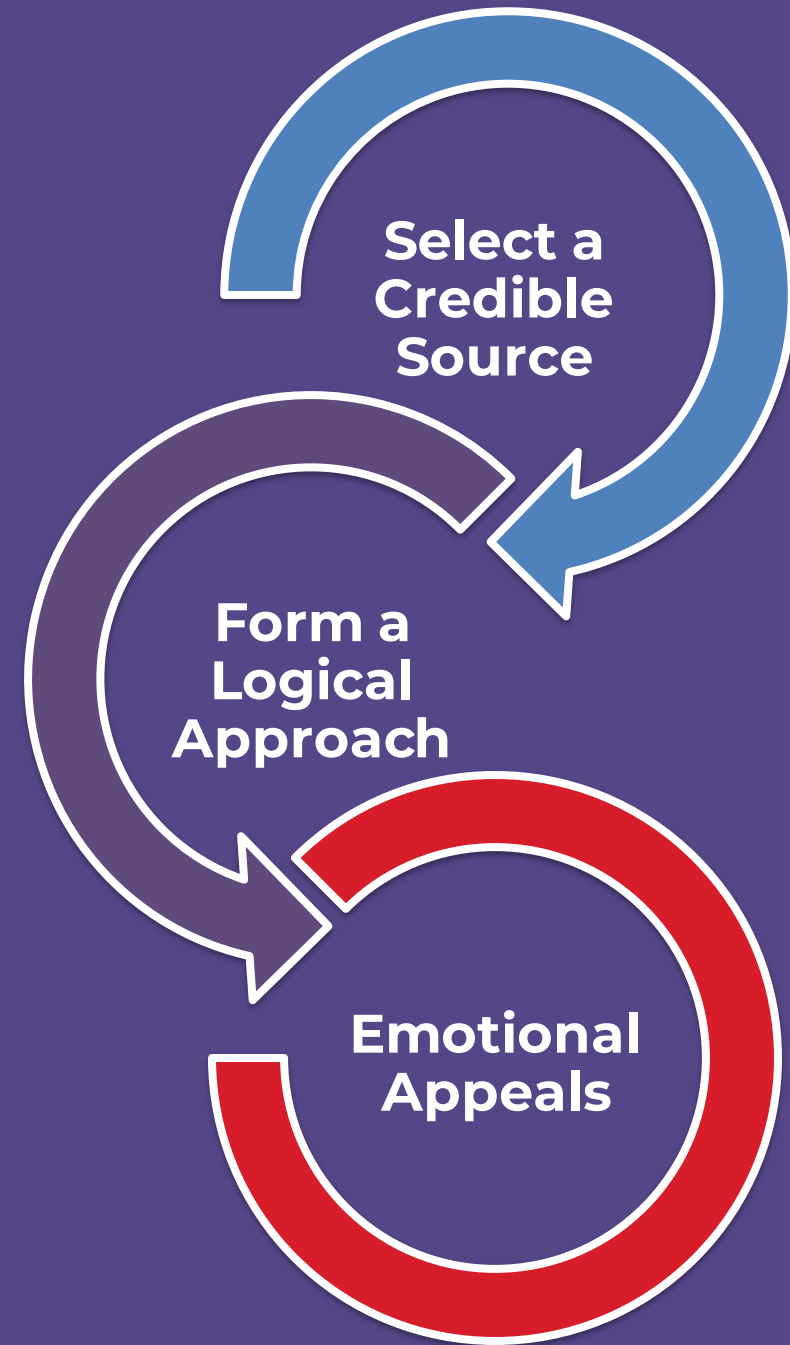 Select a
Credible
Source
Form a
Logical
Approach
Emotional
Appeals